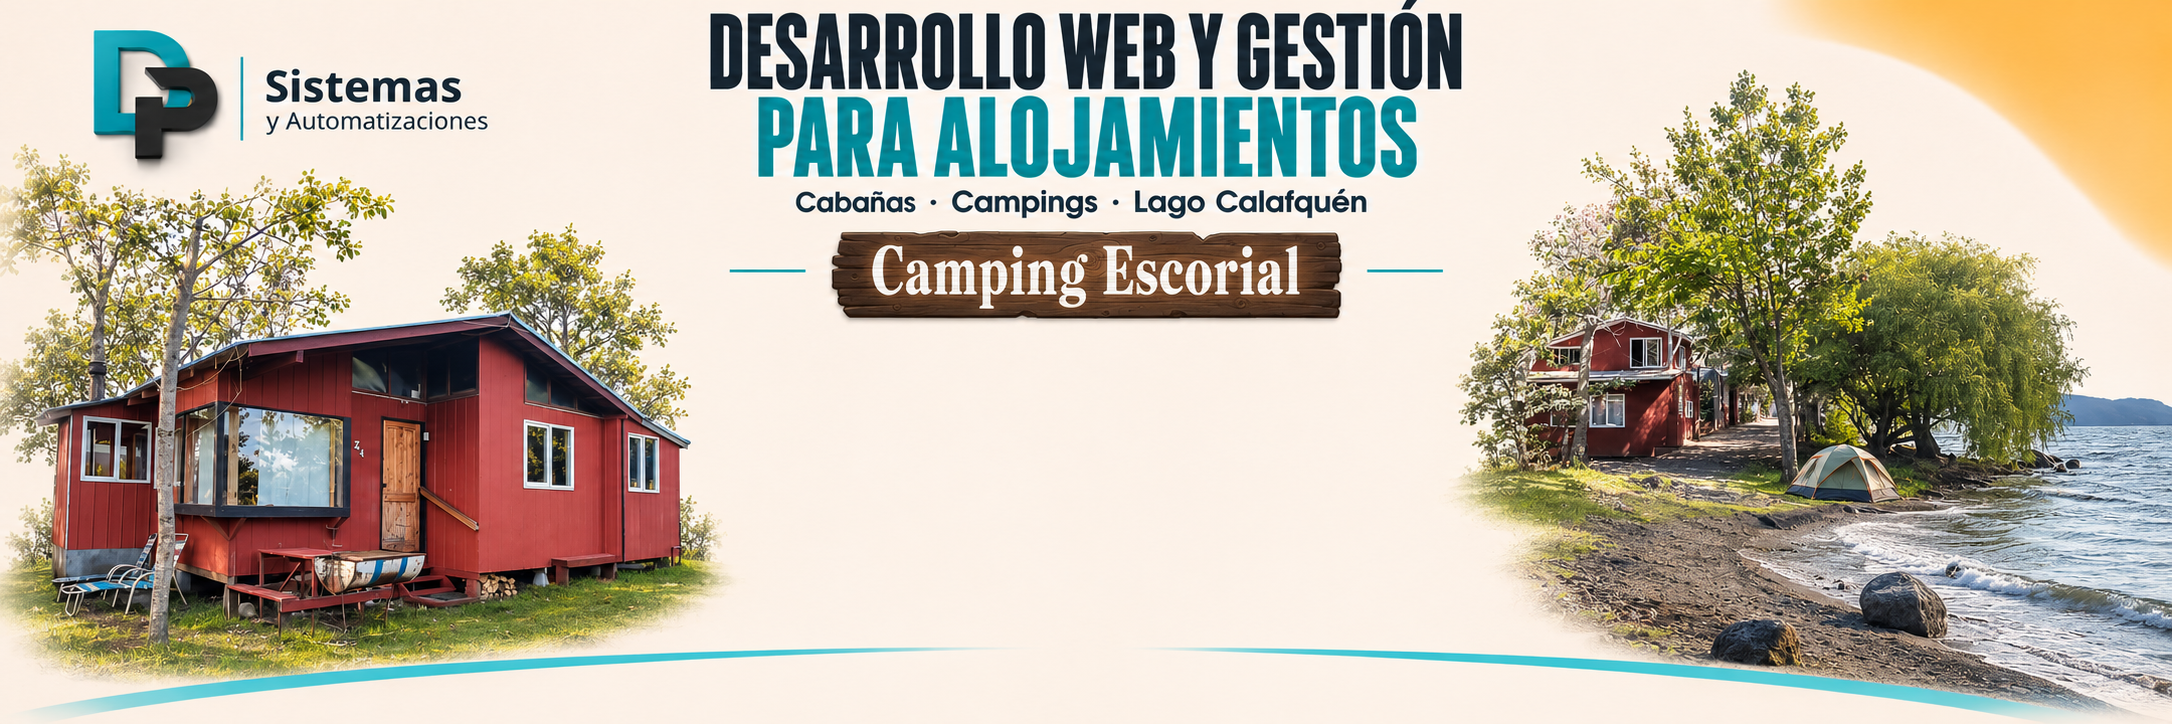 DP
Sistemas
y Automatizaciones
DESARROLLO WEB Y GESTIÓN
PARA ALOJAMIENTOS
Cabañas · Campings · Lago Calafquén
Camping Escorial